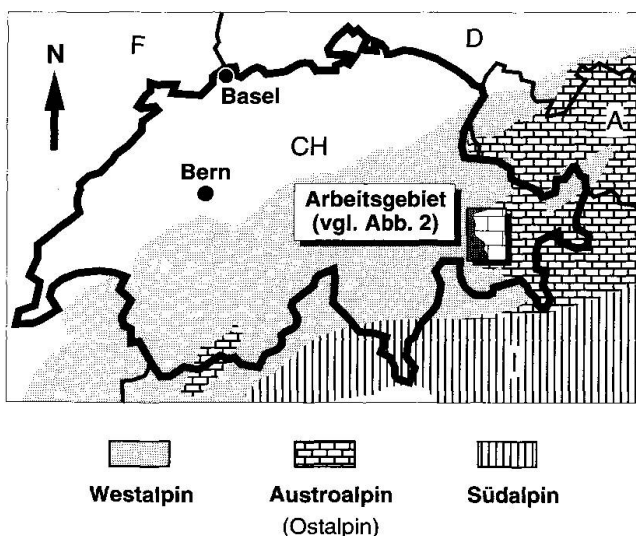 F
D
N
Basel
A
CH
Bern
Arbeitsgebiet
(vgl. Abb. 2)
I
Westalpin
Austroalpin
Südalpin
(Ostalpin)